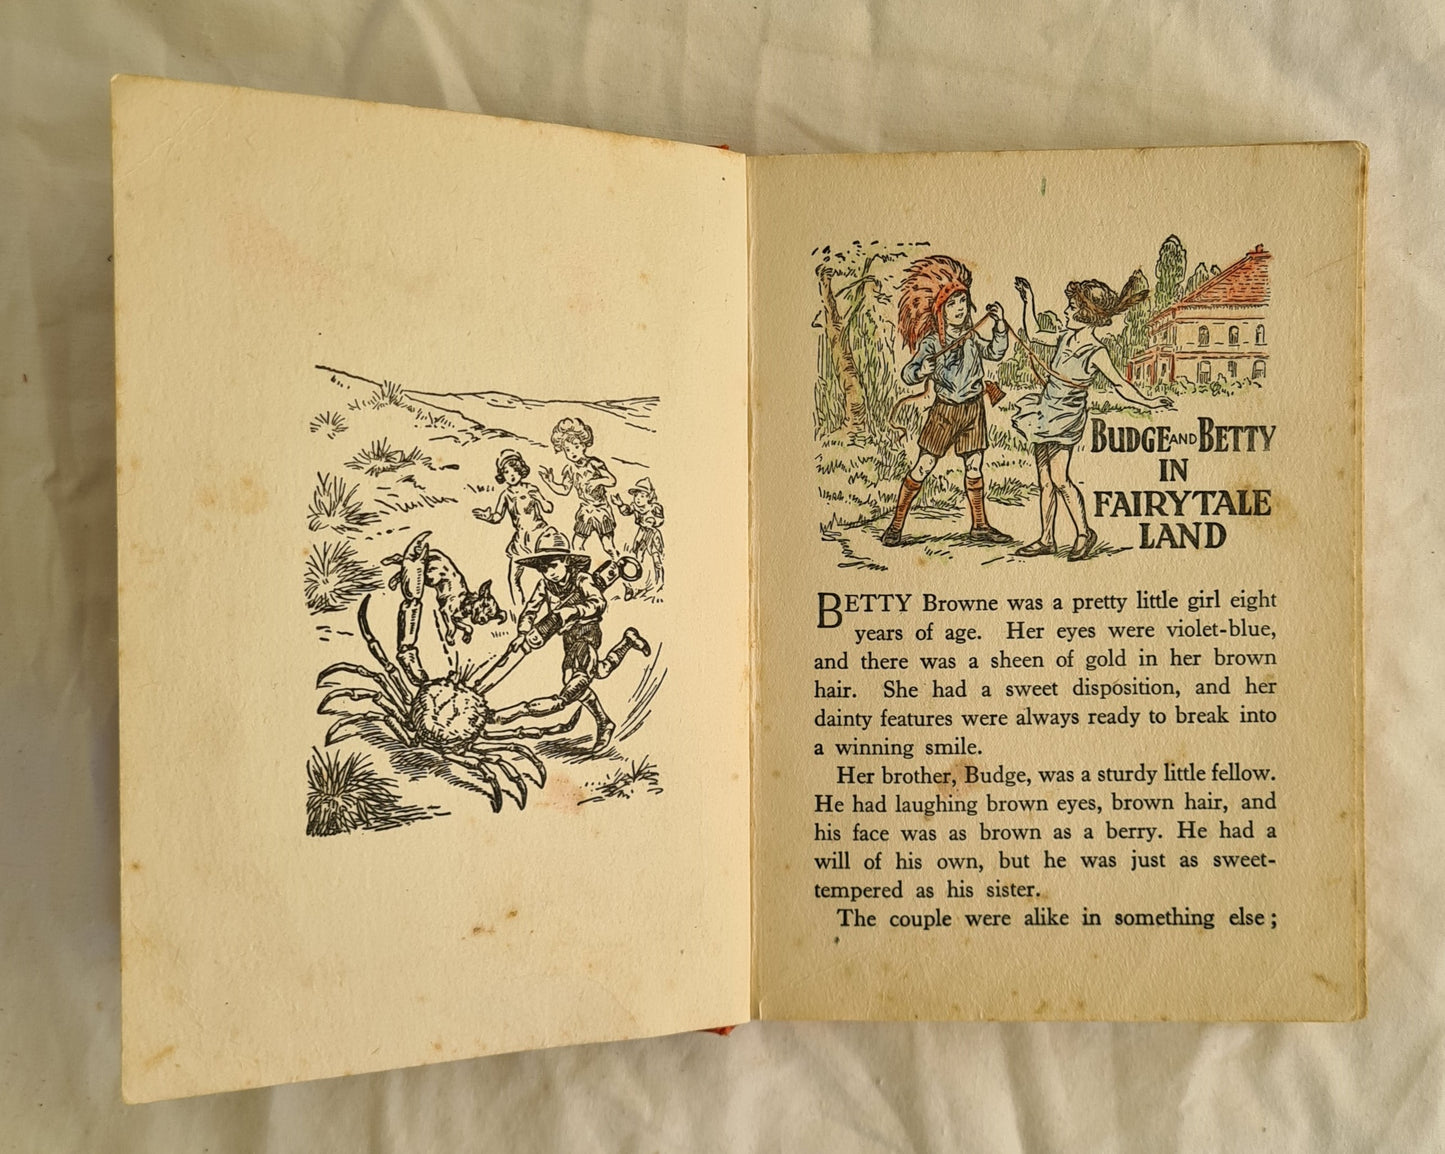 BUDGE AND BETTY
IN
FAIRYTALE
LAND
BETTY Browne was a pretty little girl eight
years of age. Her eyes were violet-blue,
and there was a sheen of gold in her brown
hair. She had a sweet disposition, and her
dainty features were always ready to break into
a winning smile.
Her brother, Budge, was a sturdy little fellow.
He had laughing brown eyes, brown hair, and
his face was as brown as a berry. He had a
will of his own, but he was just as sweet-
tempered as his sister.
The couple were alike in something else ;